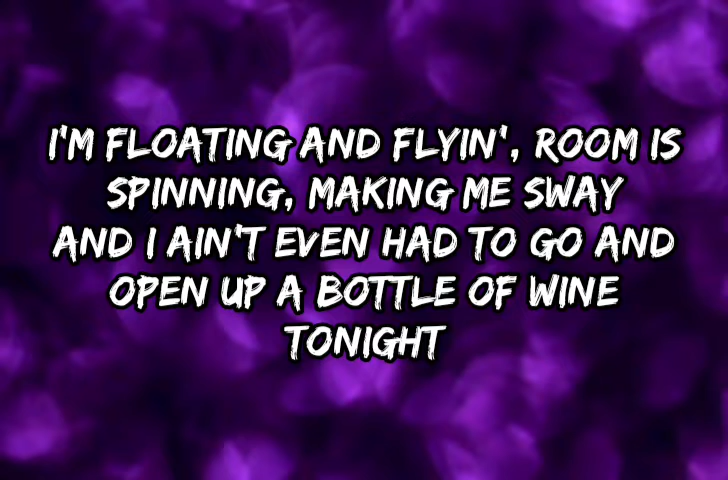 I'M FLOATING AND FLYIN', ROOM IS
SPINNING, MAKING ME SWAY
AND I AIN'T EVEN HAD TO GO AND
OPEN UP A BOTTLE OF WINE
TONIGHT